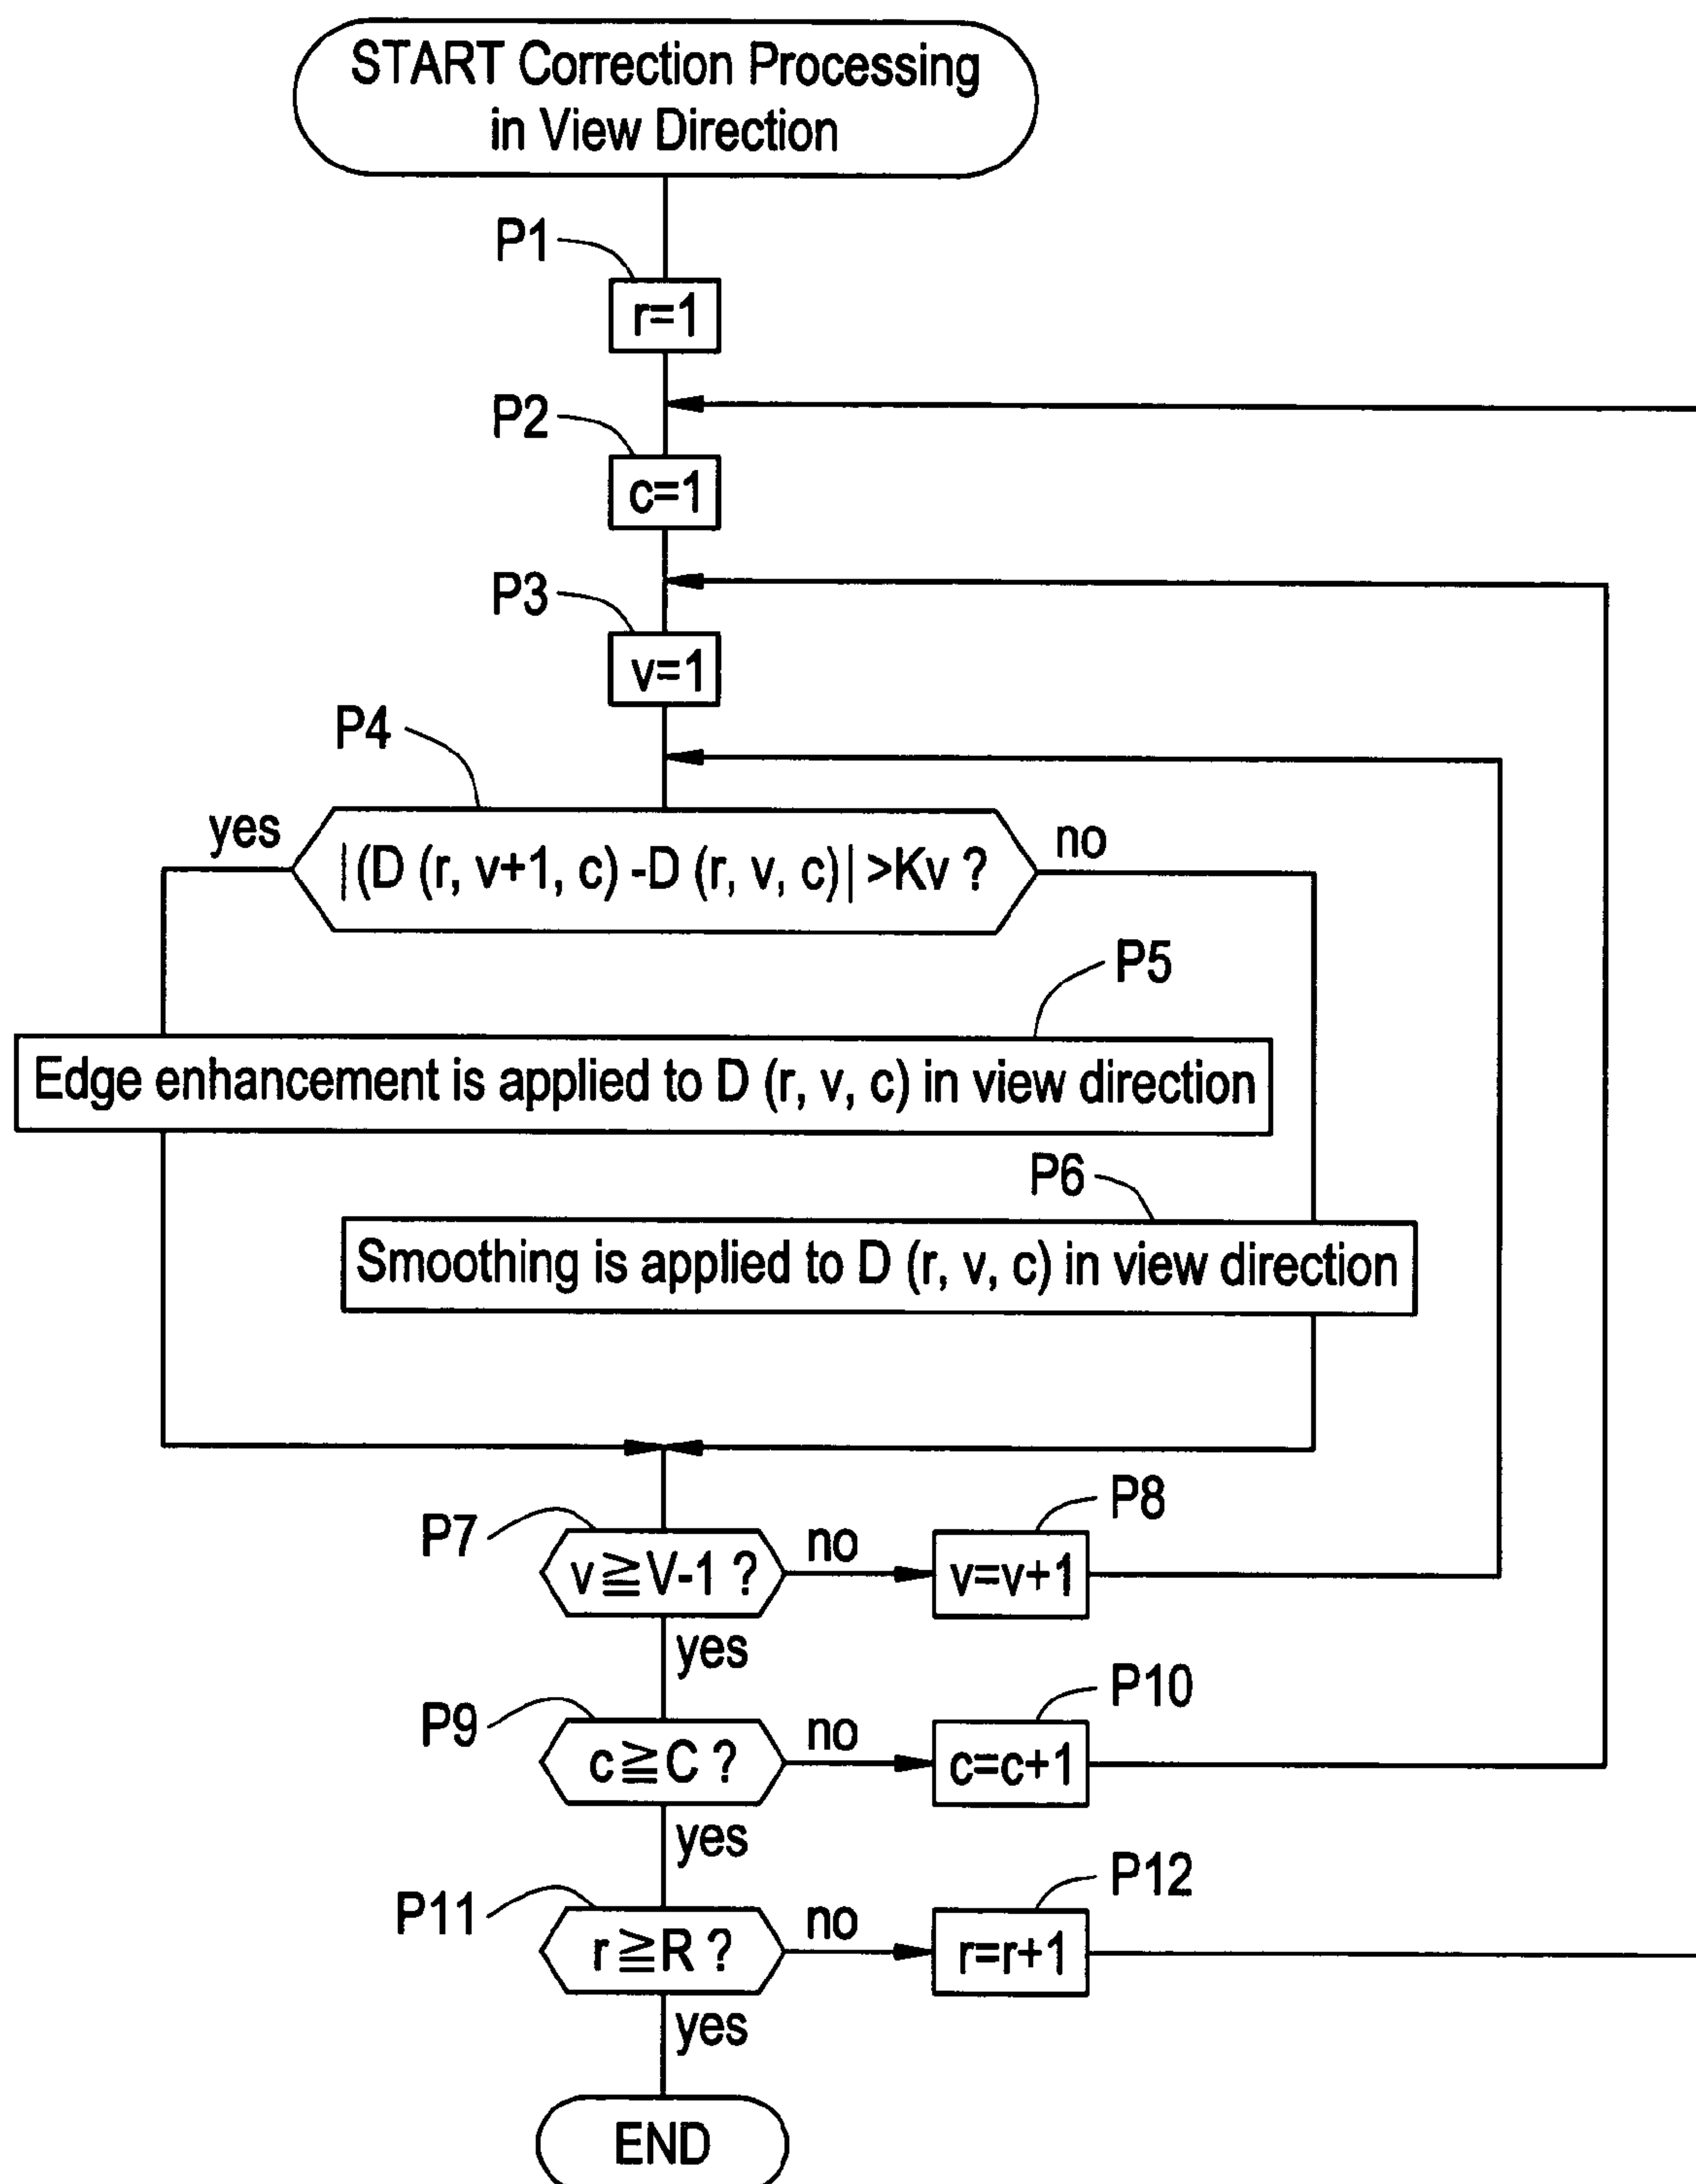 START Correction Processing
in View Direction
P1
r=1
P2
c=1
P3
v=1
P4
yes
|(D (r, v+1, c) -D (r, v, c)| >Kv ?
no
P5
Edge enhancement is applied to D (r, v, c) in view direction
P6
Smoothing is applied to D (r, v, c) in view direction
P7
v≧V-1 ?
no
P8
v=v+1
yes
P9
c≧C ?
no
P10
c=c+1
yes
P11
r≧R ?
no
P12
r=r+1
yes
END